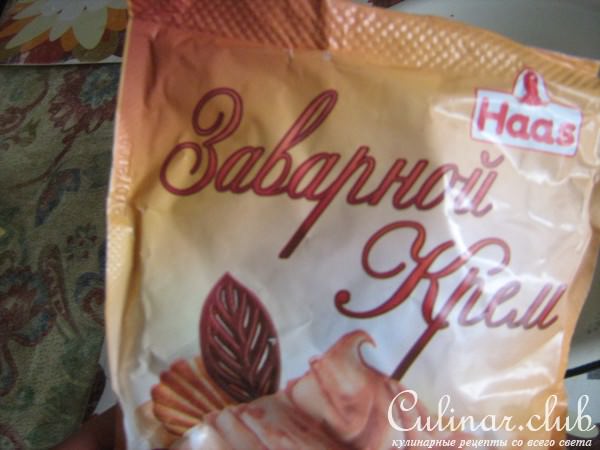 Haas
Заварной
Крем
Culinar.club
кулинарные рецепты со всего света